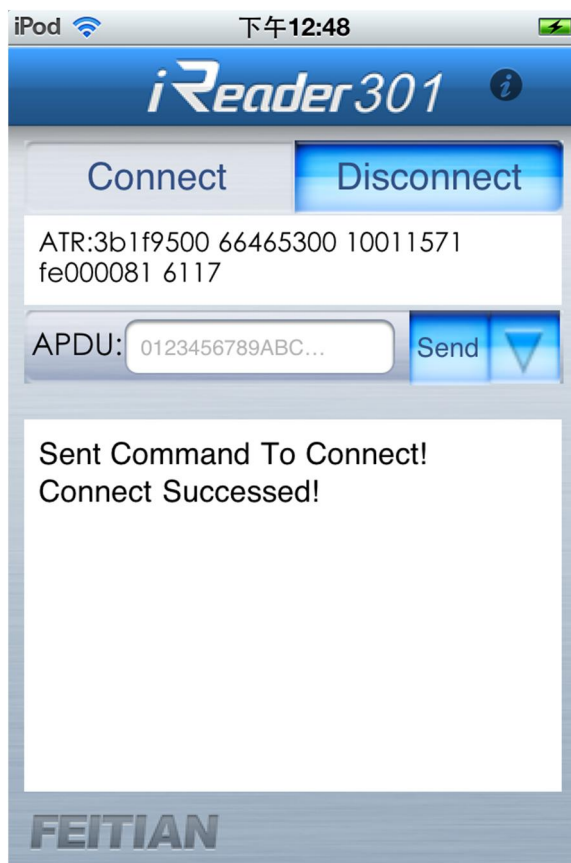 iPod 下午12:48
iReader301 i
Connect Disconnect
ATR:3b1f9500 66465300 10011571
fe000081 6117
APDU: 0123456789ABC... Send
Sent Command To Connect!
Connect Successed!
FEITIAN